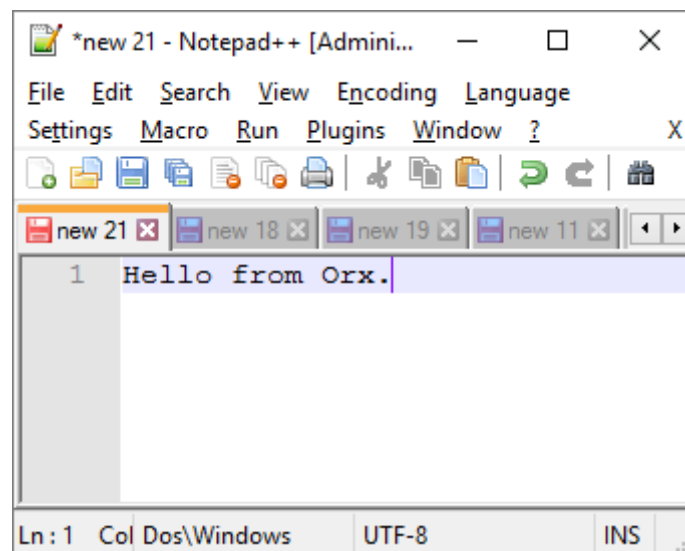 *new 21 - Notepad++ [Admini...
File Edit Search View Encoding Language
Settings Macro Run Plugins Window ? X
new 21 new 18 new 19 new 11
1 Hello from Orx.
Ln : 1 Col Dos\Windows UTF-8 INS